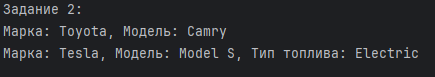 Задание 2:
Марка: Toyota, Модель: Camry
Марка: Tesla, Модель: Model S, Тип топлива: Electric